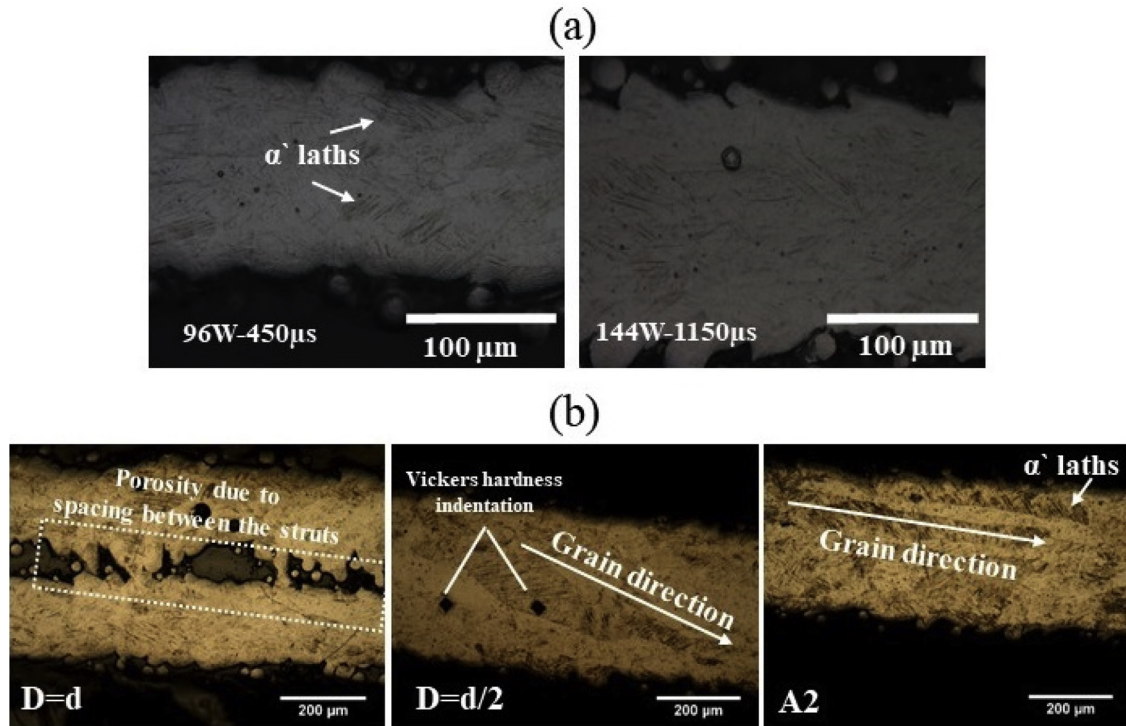 (a)
α` laths
96W-450μs
100 μm
144W-1150μs
100 μm
(b)
Porosity due to
spacing between the struts
D=d
200 μm
Vickers hardness
indentation
Grain direction
D=d/2
200 μm
α` laths
Grain direction
A2
200 μm